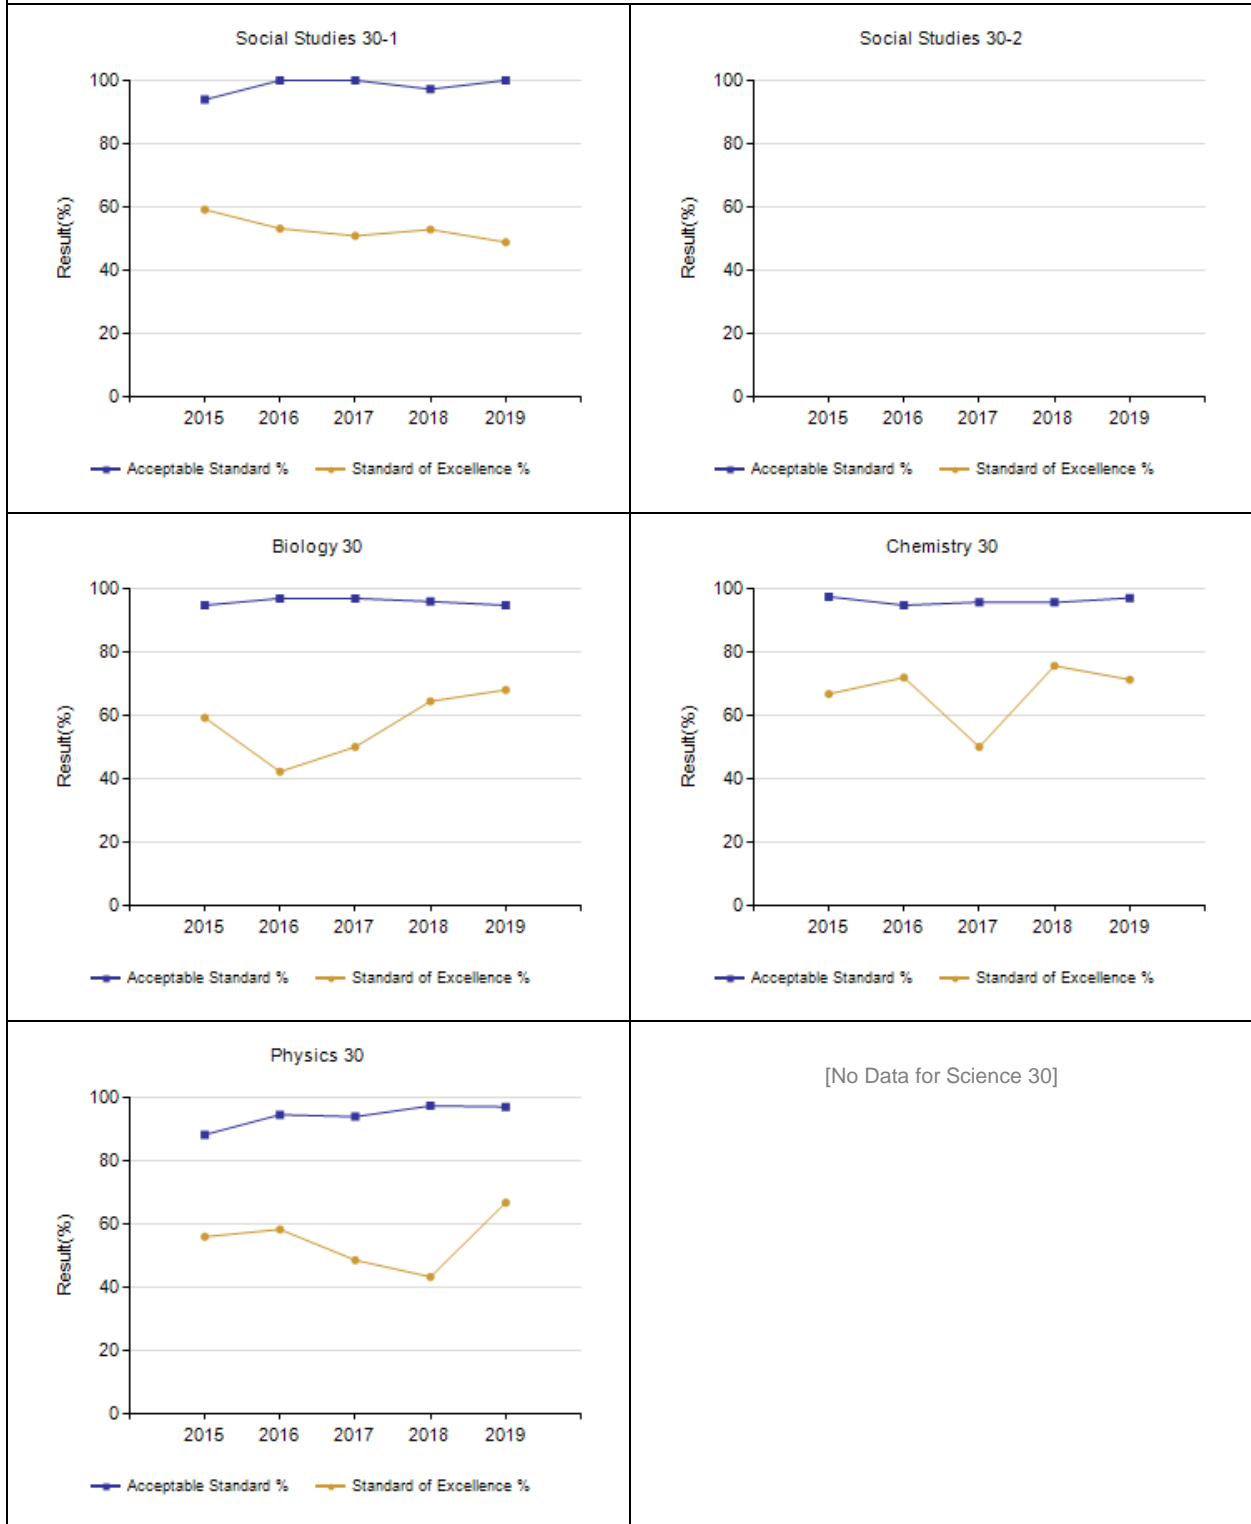 Social Studies 30-1
100
80
60
40
20
0
Result(%)
2015 2016 2017 2018 2019
Acceptable Standard % Standard of Excellence %
Social Studies 30-2
100
80
60
40
20
0
Result(%)
2015 2016 2017 2018 2019
Acceptable Standard % Standard of Excellence %
Biology 30
100
80
60
40
20
0
Result(%)
2015 2016 2017 2018 2019
Acceptable Standard % Standard of Excellence %
Chemistry 30
100
80
60
40
20
0
Result(%)
2015 2016 2017 2018 2019
Acceptable Standard % Standard of Excellence %
Physics 30
100
80
60
40
20
0
Result(%)
2015 2016 2017 2018 2019
Acceptable Standard % Standard of Excellence %
[No Data for Science 30]